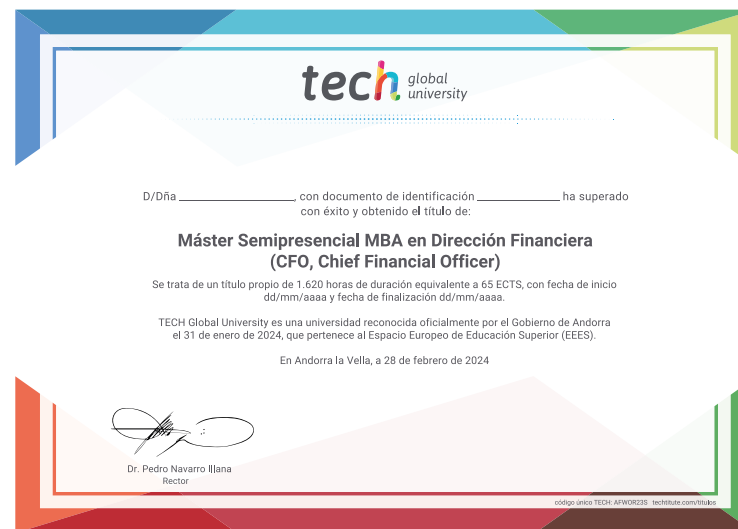 tech global university
D/Dña ____________, con documento de identificación ____________ ha superado
con éxito y obtenido el título de:
Máster Semipresencial MBA en Dirección Financiera
(CFO, Chief Financial Officer)
Se trata de un título propio de 1.620 horas de duración equivalente a 65 ECTS, con fecha de inicio
dd/mm/aaaa y fecha de finalización dd/mm/aaaa.
TECH Global University es una universidad reconocida oficialmente por el Gobierno de Andorra
el 31 de enero de 2024, que pertenece al Espacio Europeo de Educación Superior (EEES).
En Andorra la Vella, a 28 de febrero de 2024
Dr. Pedro Navarro Illana
Rector
código único TECH: AFWOR23S techtitute.com/titulos